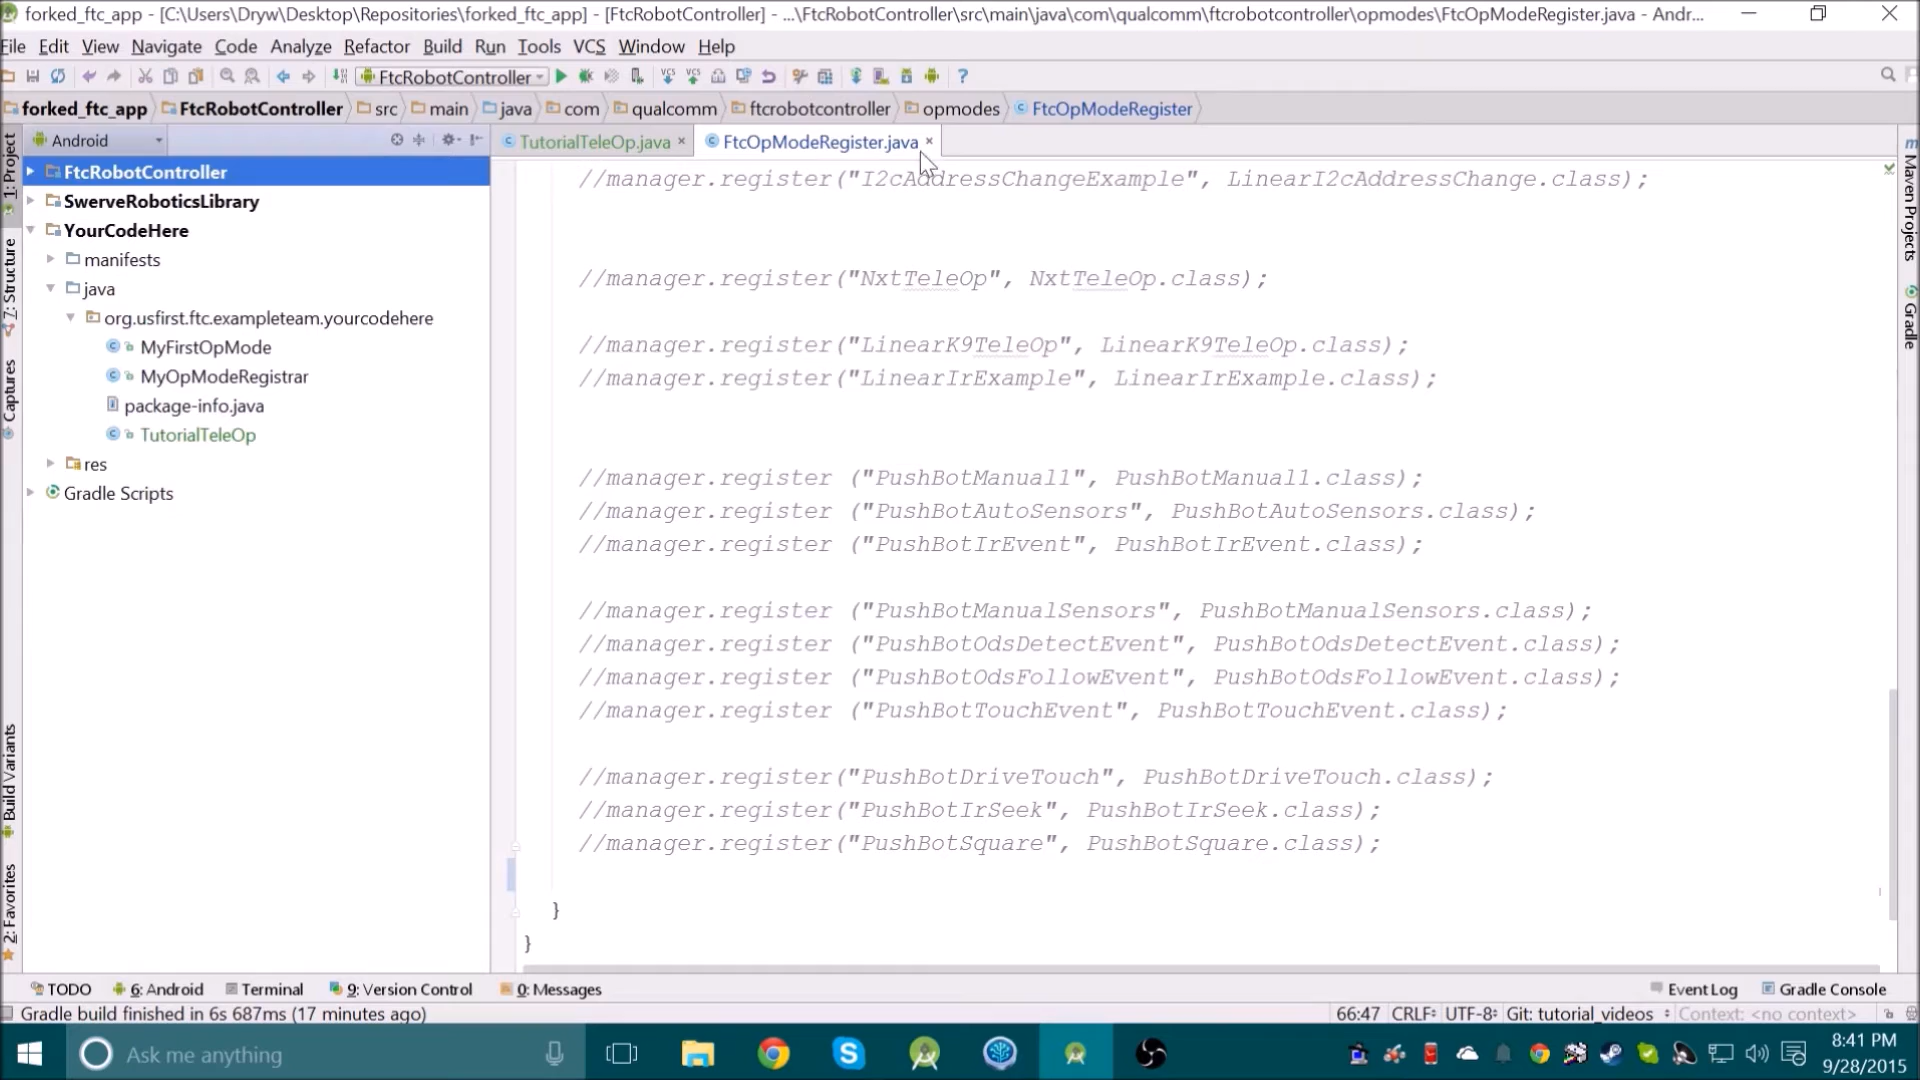 forked_ftc_app - [C:\Users\Dryw\Desktop\Repositories\forked_ftc_app] - [FtcRobotController] - ...\FtcRobotController\src\main\java\com\qualcomm\ftcrobotcontroller\opmodes\FtcOpModeRegister.java - Andr...
File Edit View Navigate Code Analyze Refactor Build Run Tools VCS Window Help
FtcRobotController
forked_ftc_app FtcRobotController src main java com qualcomm ftcrobotcontroller opmodes FtcOpModeRegister
1: Project
Z: Structure
Captures
Build Variants
2: Favorites
Android
FtcRobotController
SwerveRoboticsLibrary
YourCodeHere
manifests
java
org.usfirst.ftc.exampleteam.yourcodehere
MyFirstOpMode
MyOpModeRegistrar
package-info.java
TutorialTeleOp
res
Gradle Scripts
TutorialTeleOp.java FtcOpModeRegister.java
//manager.register("I2cAddressChangeExample", LinearI2cAddressChange.class);
//manager.register("NxtTeleOp", NxtTeleOp.class);
//manager.register("LinearK9TeleOp", LinearK9TeleOp.class);
//manager.register("LinearIrExample", LinearIrExample.class);
//manager.register ("PushBotManual1", PushBotManual1.class);
//manager.register ("PushBotAutoSensors", PushBotAutoSensors.class);
//manager.register ("PushBotIrEvent", PushBotIrEvent.class);
//manager.register ("PushBotManualSensors", PushBotManualSensors.class);
//manager.register ("PushBotOdsDetectEvent", PushBotOdsDetectEvent.class);
//manager.register ("PushBotOdsFollowEvent", PushBotOdsFollowEvent.class);
//manager.register ("PushBotTouchEvent", PushBotTouchEvent.class);
//manager.register("PushBotDriveTouch", PushBotDriveTouch.class);
//manager.register("PushBotIrSeek", PushBotIrSeek.class);
//manager.register("PushBotSquare", PushBotSquare.class);
}
}
Maven Projects
Gradle
TODO 6: Android Terminal 9: Version Control 0: Messages Event Log Gradle Console
Gradle build finished in 6s 687ms (17 minutes ago) 66:47 CRLF UTF-8 Git: tutorial_videos Context: <no context>
Ask me anything
8:41 PM
9/28/2015